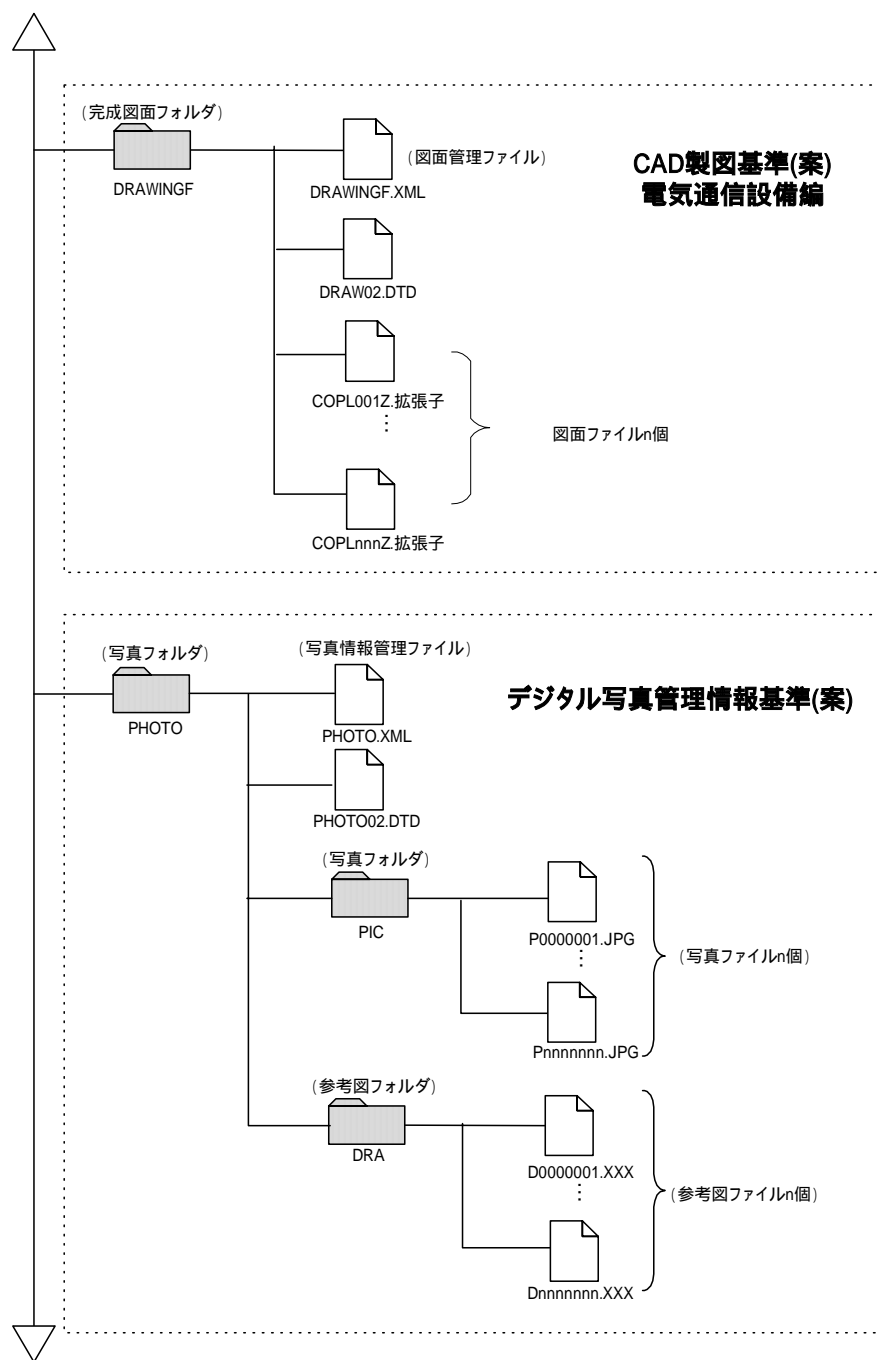 (完成図面フォルダ)
DRAWINGF
(図面管理ファイル)
DRAWINGF.XML
CAD製図基準(案)
電気通信設備編
DRAW02.DTD
COPL001Z.拡張子
図面ファイルn個
COPLnnnZ.拡張子
(写真フォルダ)
PHOTO
(写真情報管理ファイル)
PHOTO.XML
デジタル写真管理情報基準(案)
PHOTO02.DTD
(写真フォルダ)
PIC
P0000001.JPG
(写真ファイルn個)
Pnnnnnnn.JPG
(参考図フォルダ)
DRA
D0000001.XXX
(参考図ファイルn個)
Dnnnnnnn.XXX